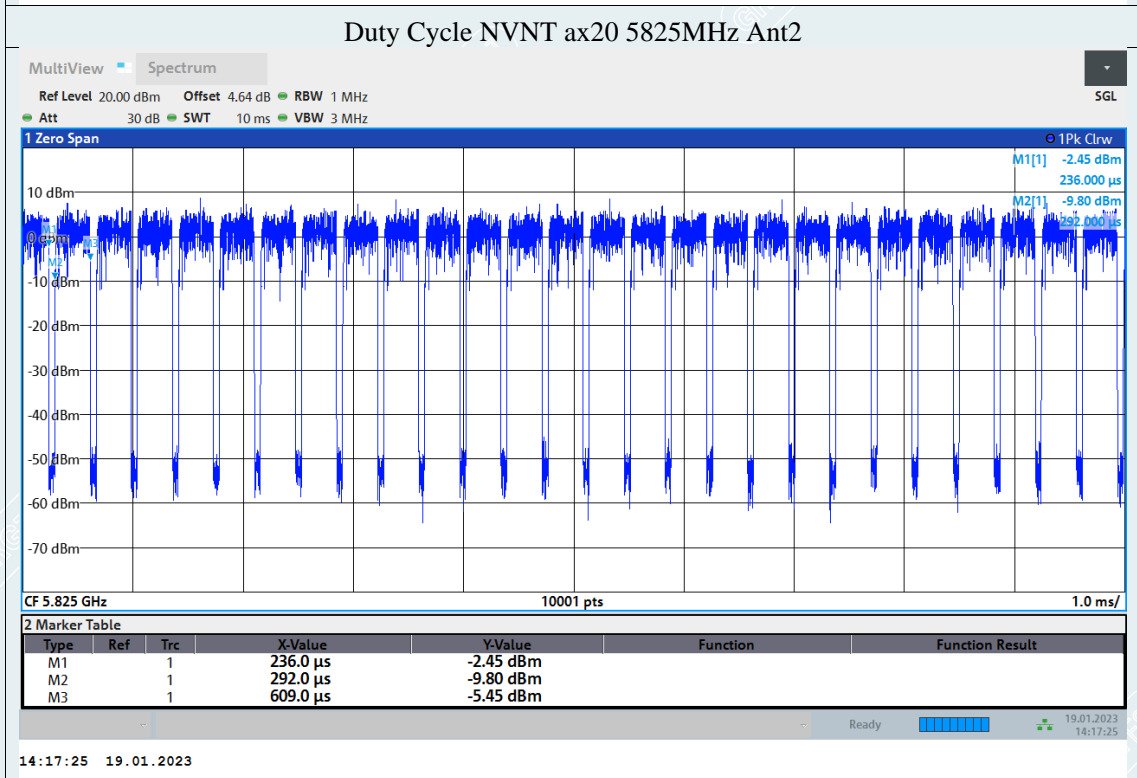 Duty Cycle NVNT ax20 5825MHz Ant2
MultiView Spectrum
Ref Level 20.00 dBm Offset 4.64 dB RBW 1 MHz SGL
Att 30 dB SWT 10 ms VBW 3 MHz
1 Zero Span 1Pk Clrw
M1[1] -2.45 dBm
236.000 µs
M2[1] -9.80 dBm
292.000 µs
10 dBm
M1
0 dBm
M3
M2
-10 dBm
-20 dBm
-30 dBm
-40 dBm
-50 dBm
-60 dBm
-70 dBm
CF 5.825 GHz 10001 pts 1.0 ms/
2 Marker Table
Type Ref Trc X-Value Y-Value Function Function Result
M1 1 236.0 µs -2.45 dBm
M2 1 292.0 µs -9.80 dBm
M3 1 609.0 µs -5.45 dBm
Ready 19.01.2023
14:17:25
14:17:25 19.01.2023